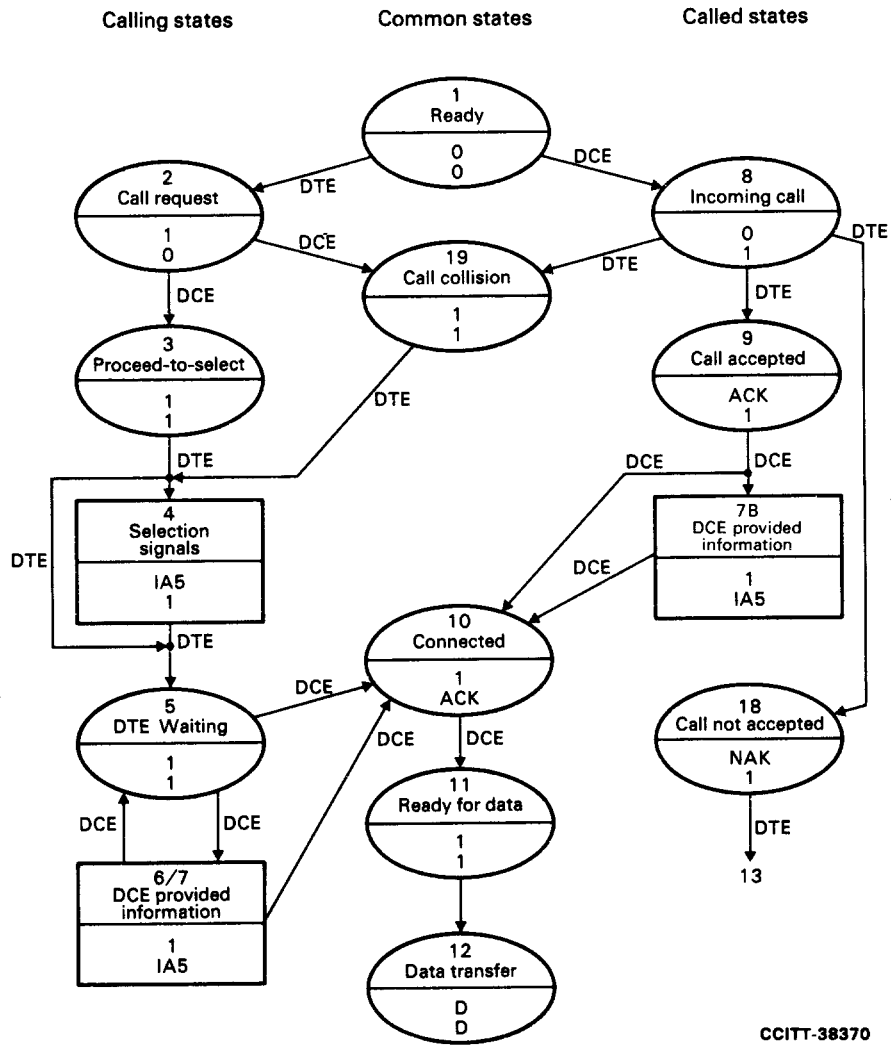 Calling states
Common states
Called states
1
Ready
0
0
DTE
DCE
2
Call request
1
0
8
Incoming call
0
1
DTE
DCE
19
Call collision
1
1
DTE
DCE
DTE
3
Proceed-to-select
1
1
9
Call accepted
ACK
1
DTE
DTE
DCE
DCE
4
Selection
signals
IA5
1
DTE
7B
DCE provided
information
1
IA5
DCE
DTE
10
Connected
1
ACK
5
DTE Waiting
1
1
DCE
18
Call not accepted
NAK
1
DCE
DCE
11
Ready for data
1
1
DCE
DCE
DTE
13
6/7
DCE provided
information
1
IA5
12
Data transfer
D
D
CCITT-38370